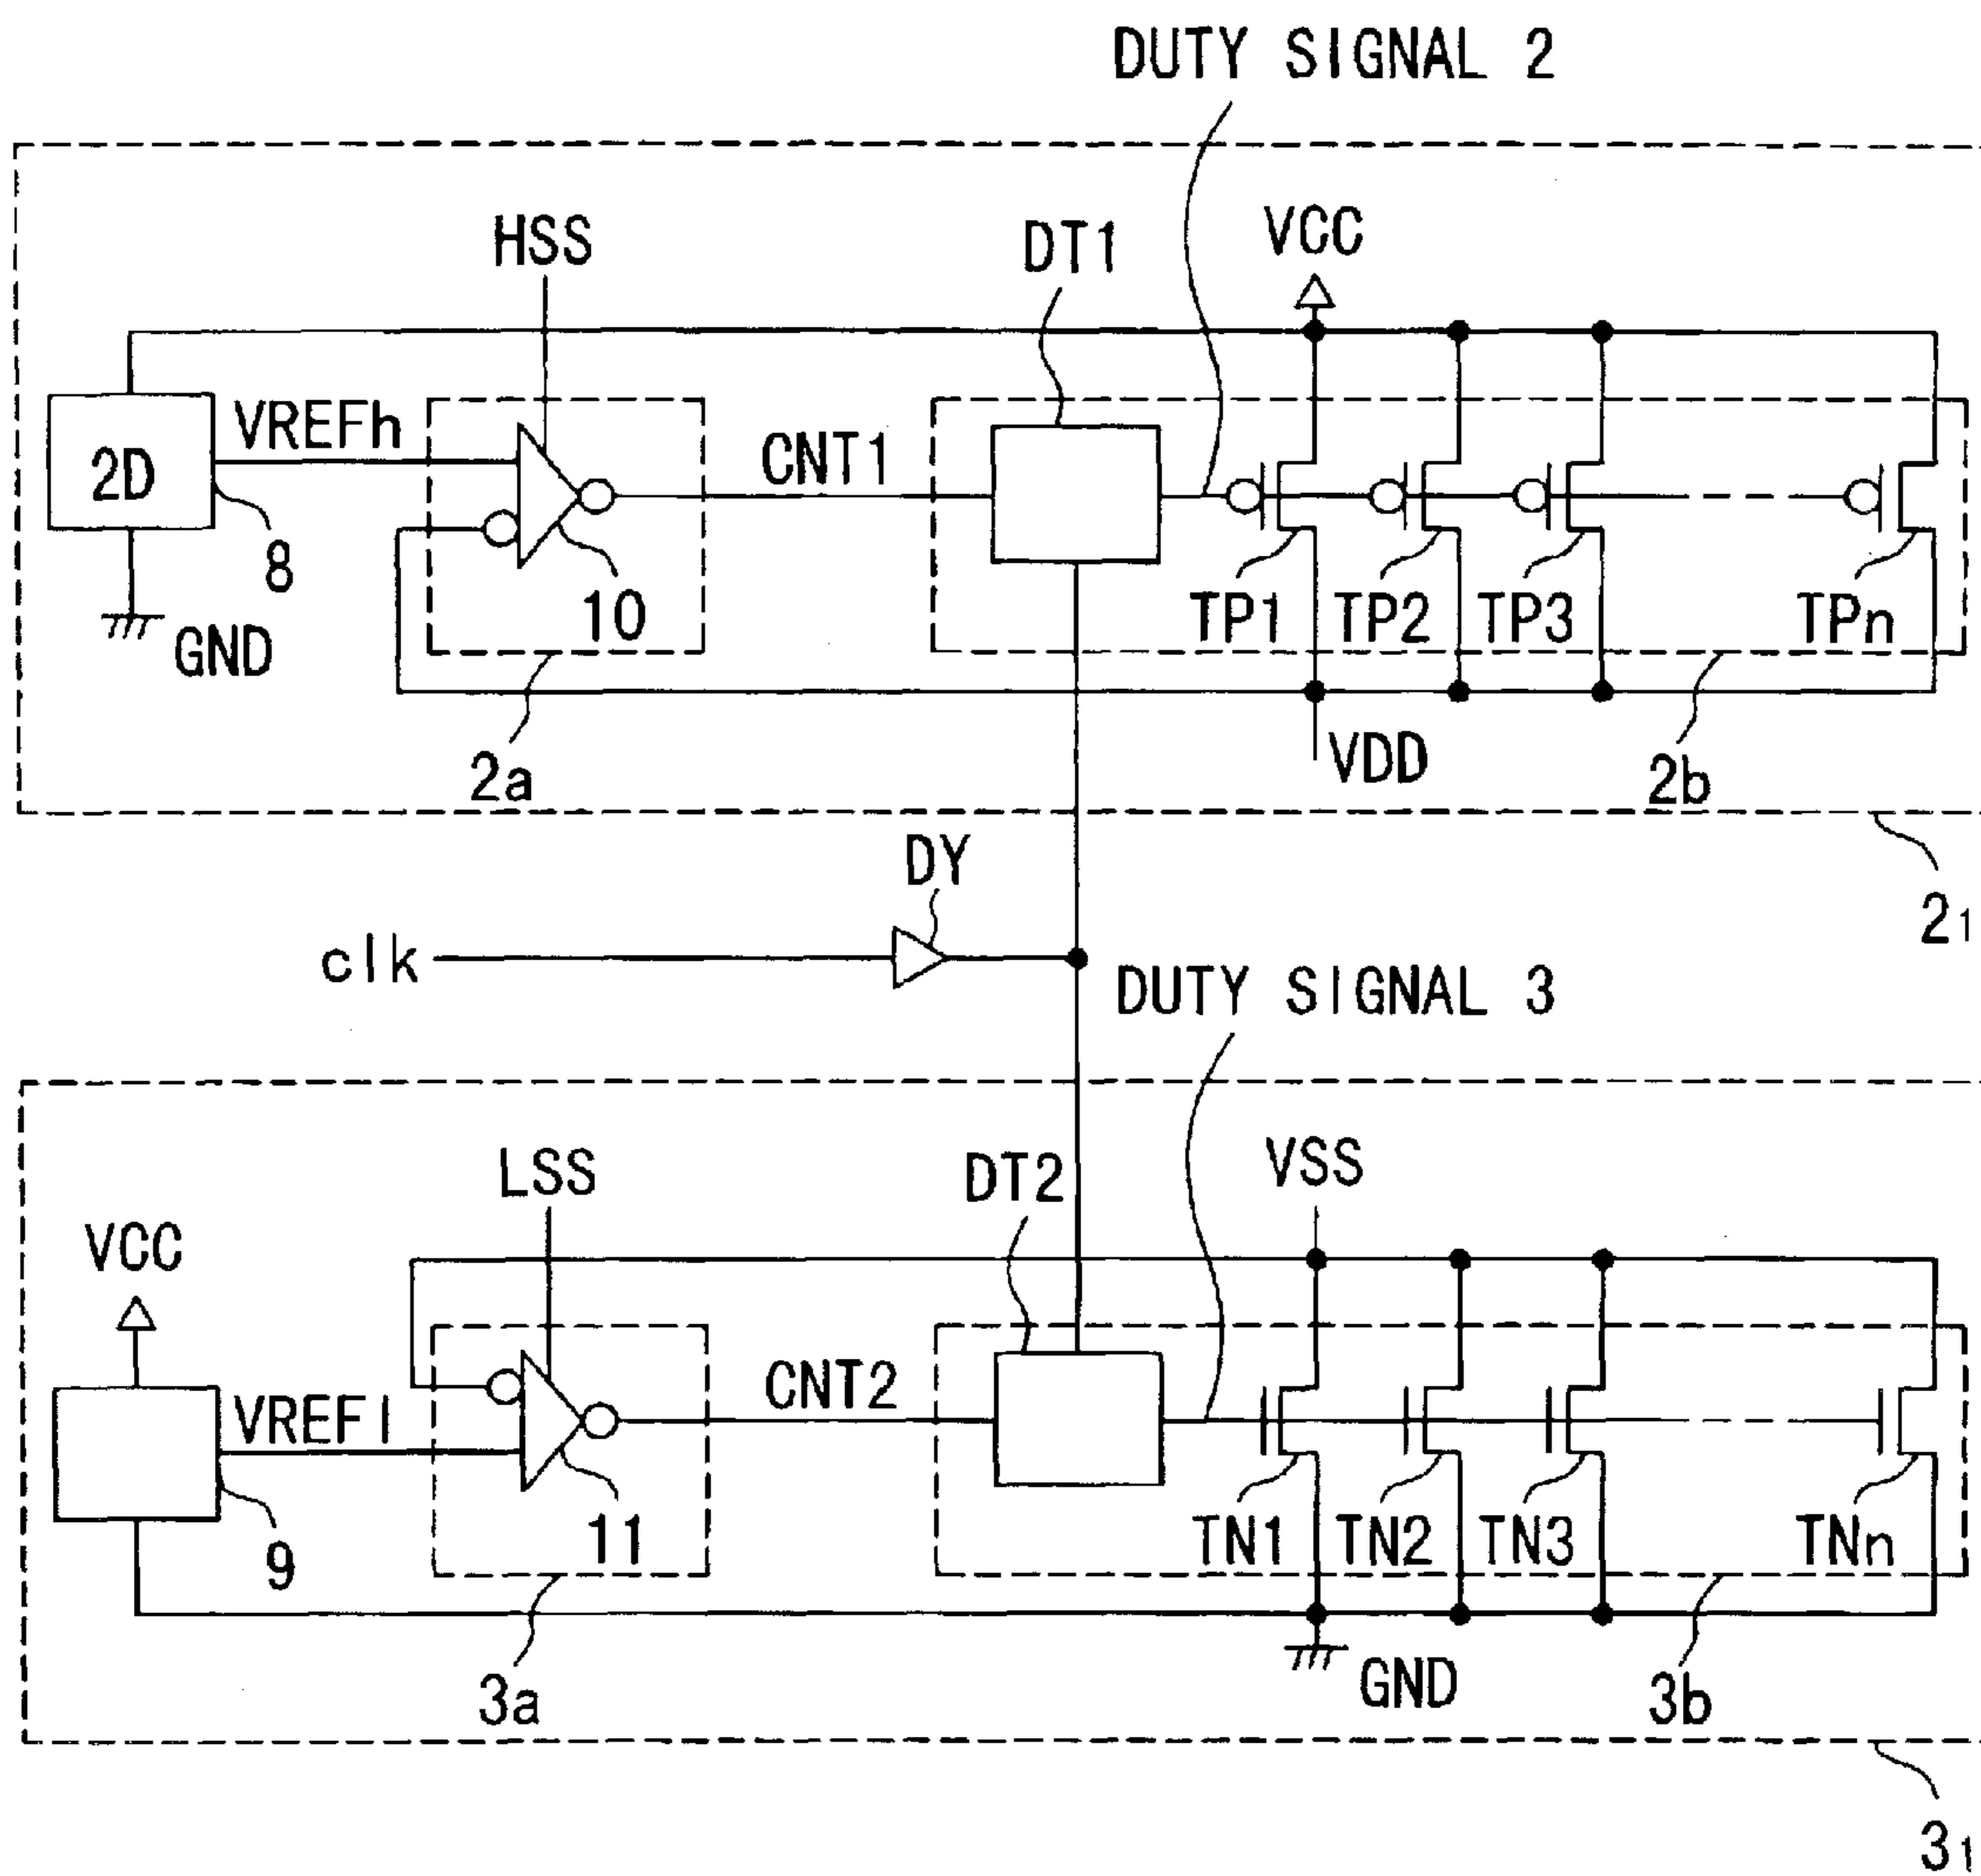 DUTY SIGNAL 2
HSS
DT1
VCC
2D
VREFh
CNT1
8
10
TP1
TP2
TP3
TPn
GND
2a
VDD
2b
21
DY
clk
DUTY SIGNAL 3
LSS
DT2
VSS
VCC
VREFl
CNT2
9
11
TN1
TN2
TN3
TNn
3a
GND
3b
31